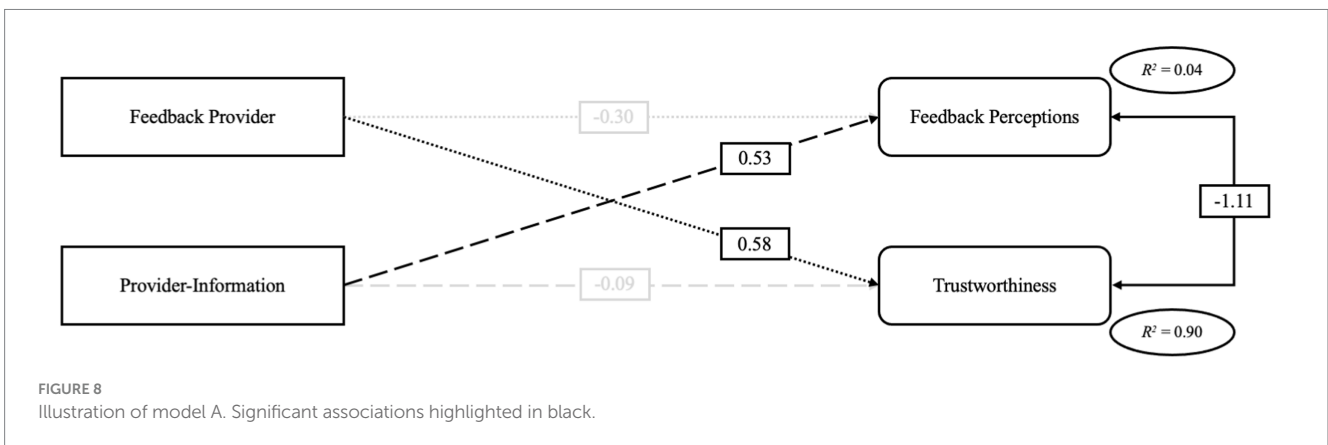 R² = 0.04
Feedback Provider
-0.30
Feedback Perceptions
0.53
-1.11
0.58
Provider-Information
-0.09
Trustworthiness
R² = 0.90
FIGURE 8
Illustration of model A. Significant associations highlighted in black.